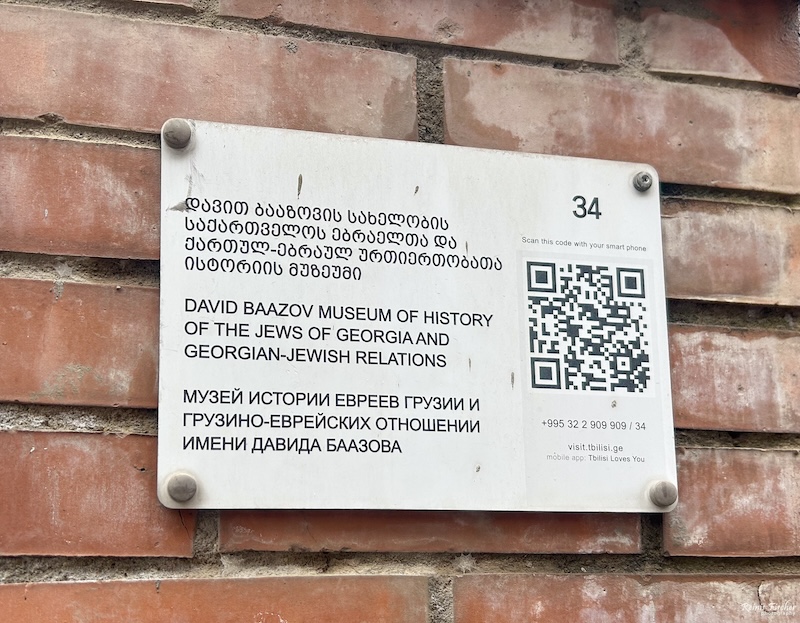 დავით ბააზოვის სახელობის
საქართველოს ებრაელთა და
ქართულ-ებრაულ ურთიერთობათა
ისტორიის მუზეუმი
DAVID BAAZOV MUSEUM OF HISTORY
OF THE JEWS OF GEORGIA AND
GEORGIAN-JEWISH RELATIONS
МУЗЕЙ ИСТОРИИ ЕВРЕЕВ ГРУЗИИ И
ГРУЗИНО-ЕВРЕЙСКИХ ОТНОШЕНИИ
ИМЕНИ ДАВИДА БААЗОВА
34
Scan this code with your smart phone
+995 32 2 909 909 / 34
visit.tbilisi.ge
mobile app: Tbilisi Loves You